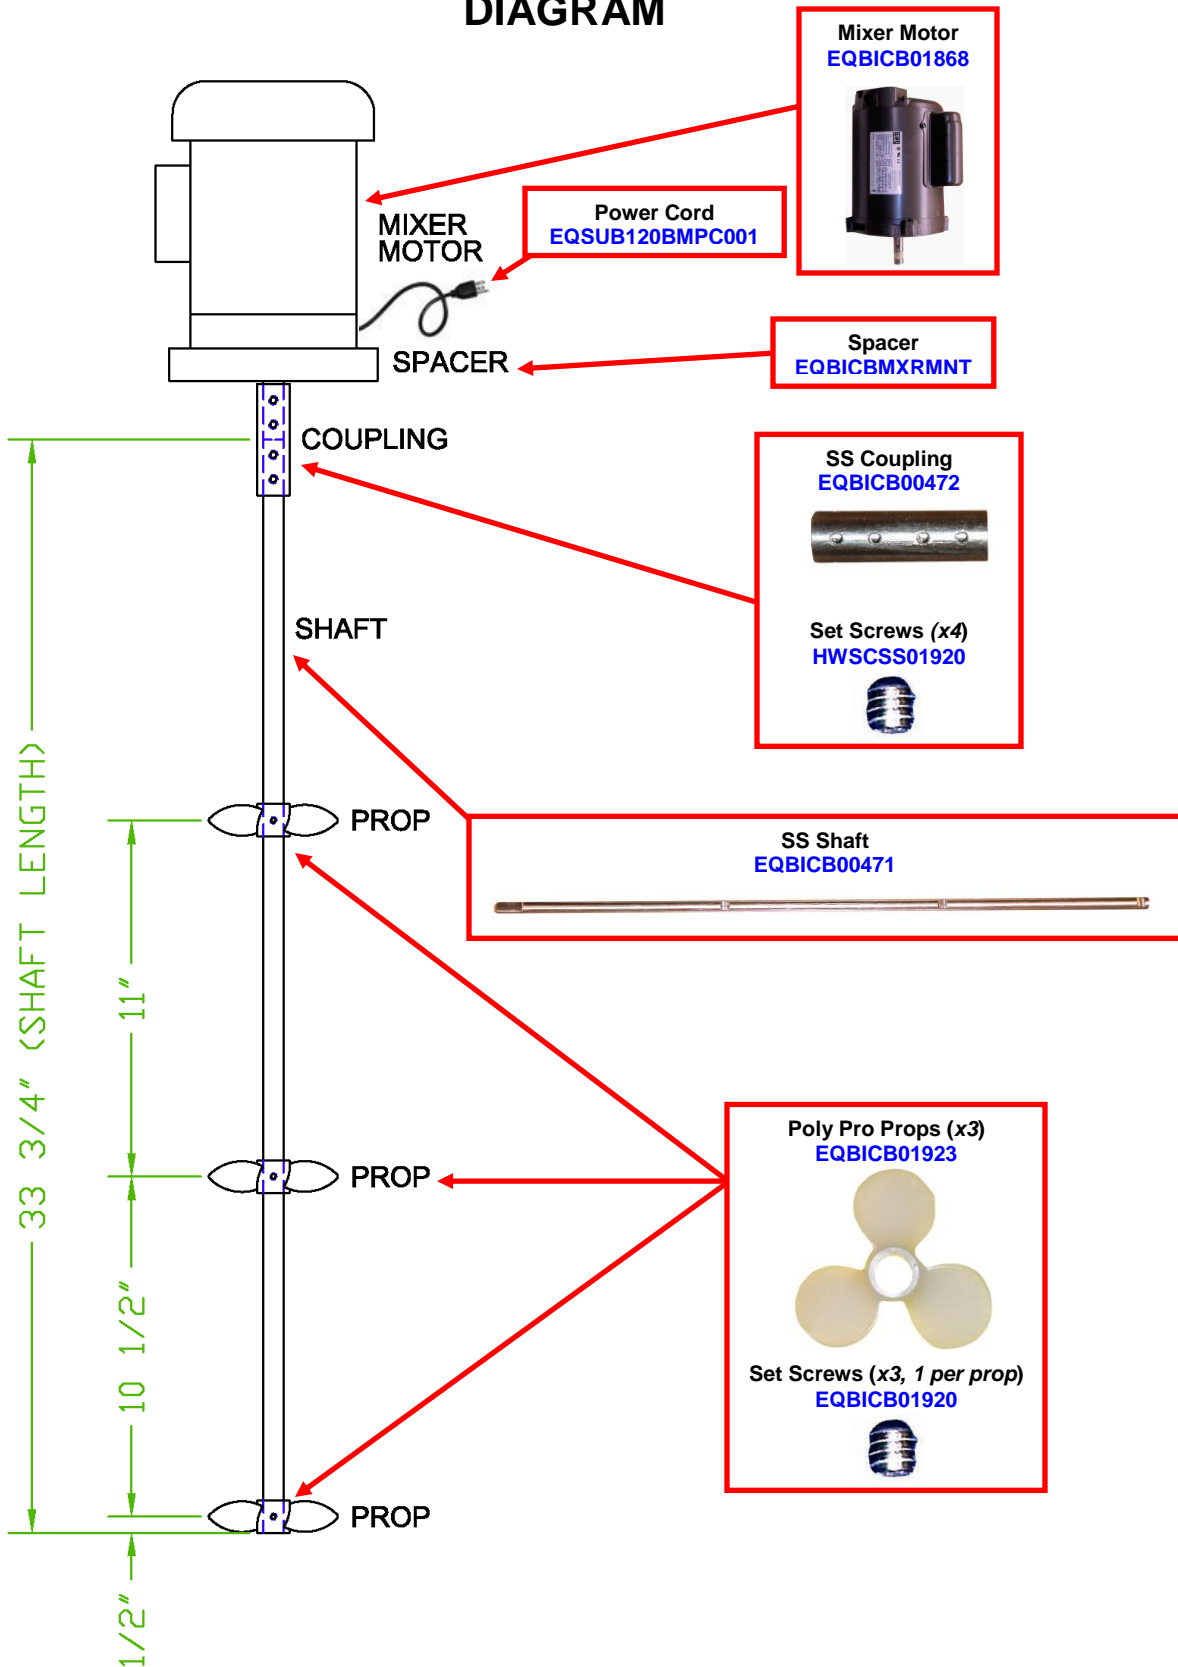 DIAGRAM
Mixer Motor
EQBICB01868
MIXER
MOTOR
Power Cord
EQSUB120BMPC001
SPACER
Spacer
EQBICBMXRMNT
COUPLING
SS Coupling
EQBICB00472
Set Screws (x4)
HWSCSS01920
SHAFT
SS Shaft
EQBICB00471
PROP
33 3/4" (SHAFT LENGTH)
11"
Poly Pro Props (x3)
EQBICB01923
PROP
Set Screws (x3, 1 per prop)
EQBICB01920
10 1/2"
PROP
1/2"